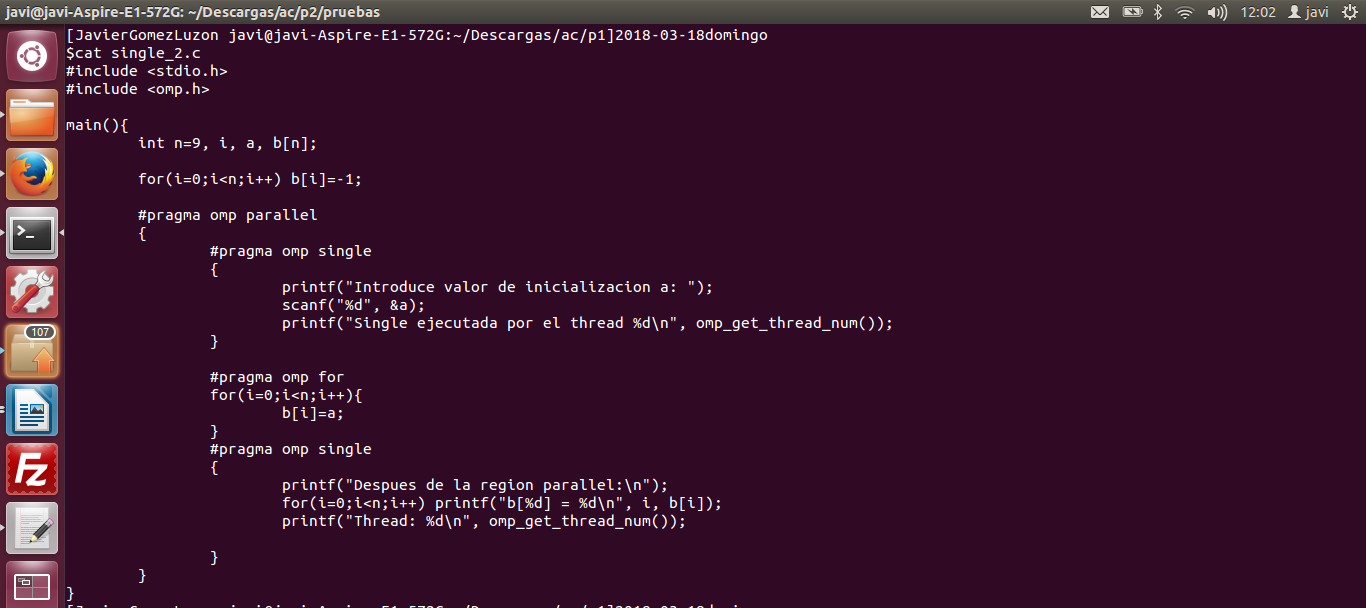 javi@javi-Aspire-E1-572G: ~/Descargas/ac/p2/pruebas
12:02
javi
[JavierGomezLuzon javi@javi-Aspire-E1-572G:~/Descargas/ac/p1]2018-03-18domingo
$cat single_2.c
#include <stdio.h>
#include <omp.h>
main(){
int n=9, i, a, b[n];
for(i=0;i<n;i++) b[i]=-1;
#pragma omp parallel
{
#pragma omp single
{
printf("Introduce valor de inicializacion a: ");
scanf("%d", &a);
printf("Single ejecutada por el thread %d\n", omp_get_thread_num());
}
#pragma omp for
for(i=0;i<n;i++){
b[i]=a;
}
#pragma omp single
{
printf("Despues de la region parallel:\n");
for(i=0;i<n;i++) printf("b[%d] = %d\n", i, b[i]);
printf("Thread: %d\n", omp_get_thread_num());
}
}
}
107
Fz